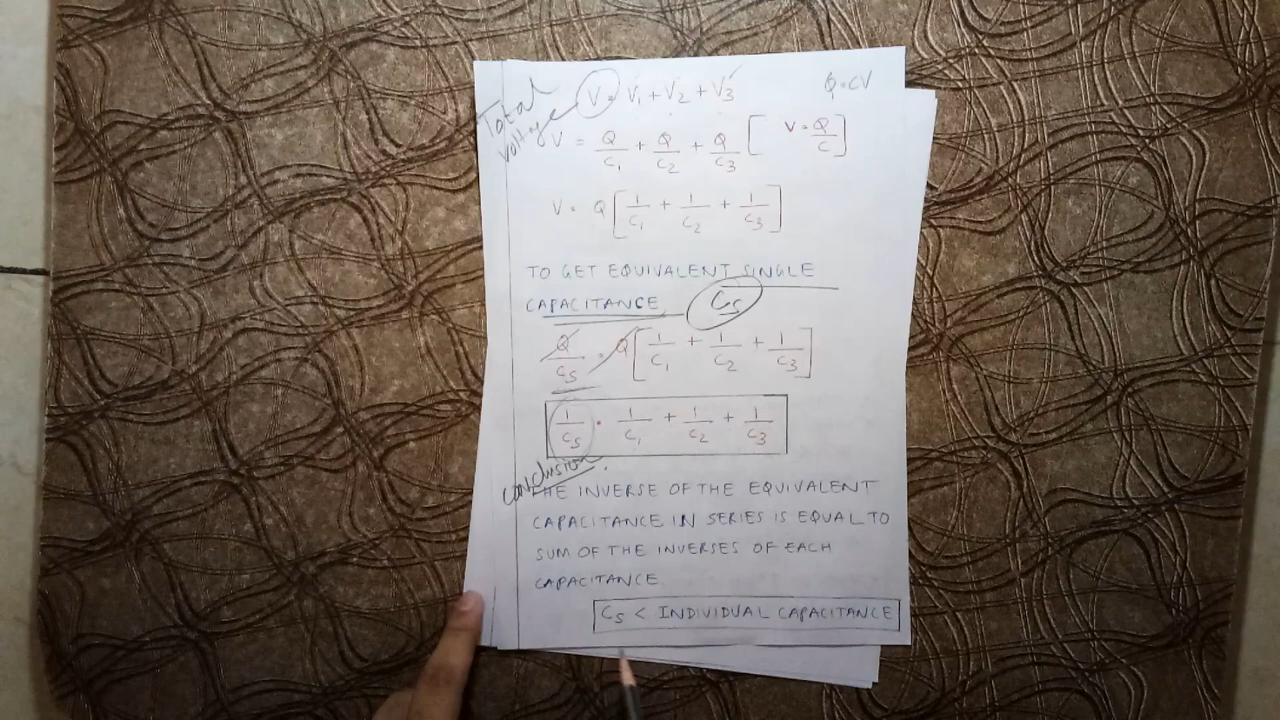 Total voltage
V = V1 + V2 + V3 Q = CV
V = Q/C1 + Q/C2 + Q/C3 [ V = Q/C ]
V = Q [ 1/C1 + 1/C2 + 1/C3 ]
TO GET EQUIVALENT SINGLE
CAPACITANCE Cs
Q/Cs = Q [ 1/C1 + 1/C2 + 1/C3 ]
1/Cs = 1/C1 + 1/C2 + 1/C3
Conclusion.
THE INVERSE OF THE EQUIVALENT
CAPACITANCE IN SERIES IS EQUAL TO
SUM OF THE INVERSES OF EACH
CAPACITANCE
Cs < INDIVIDUAL CAPACITANCE